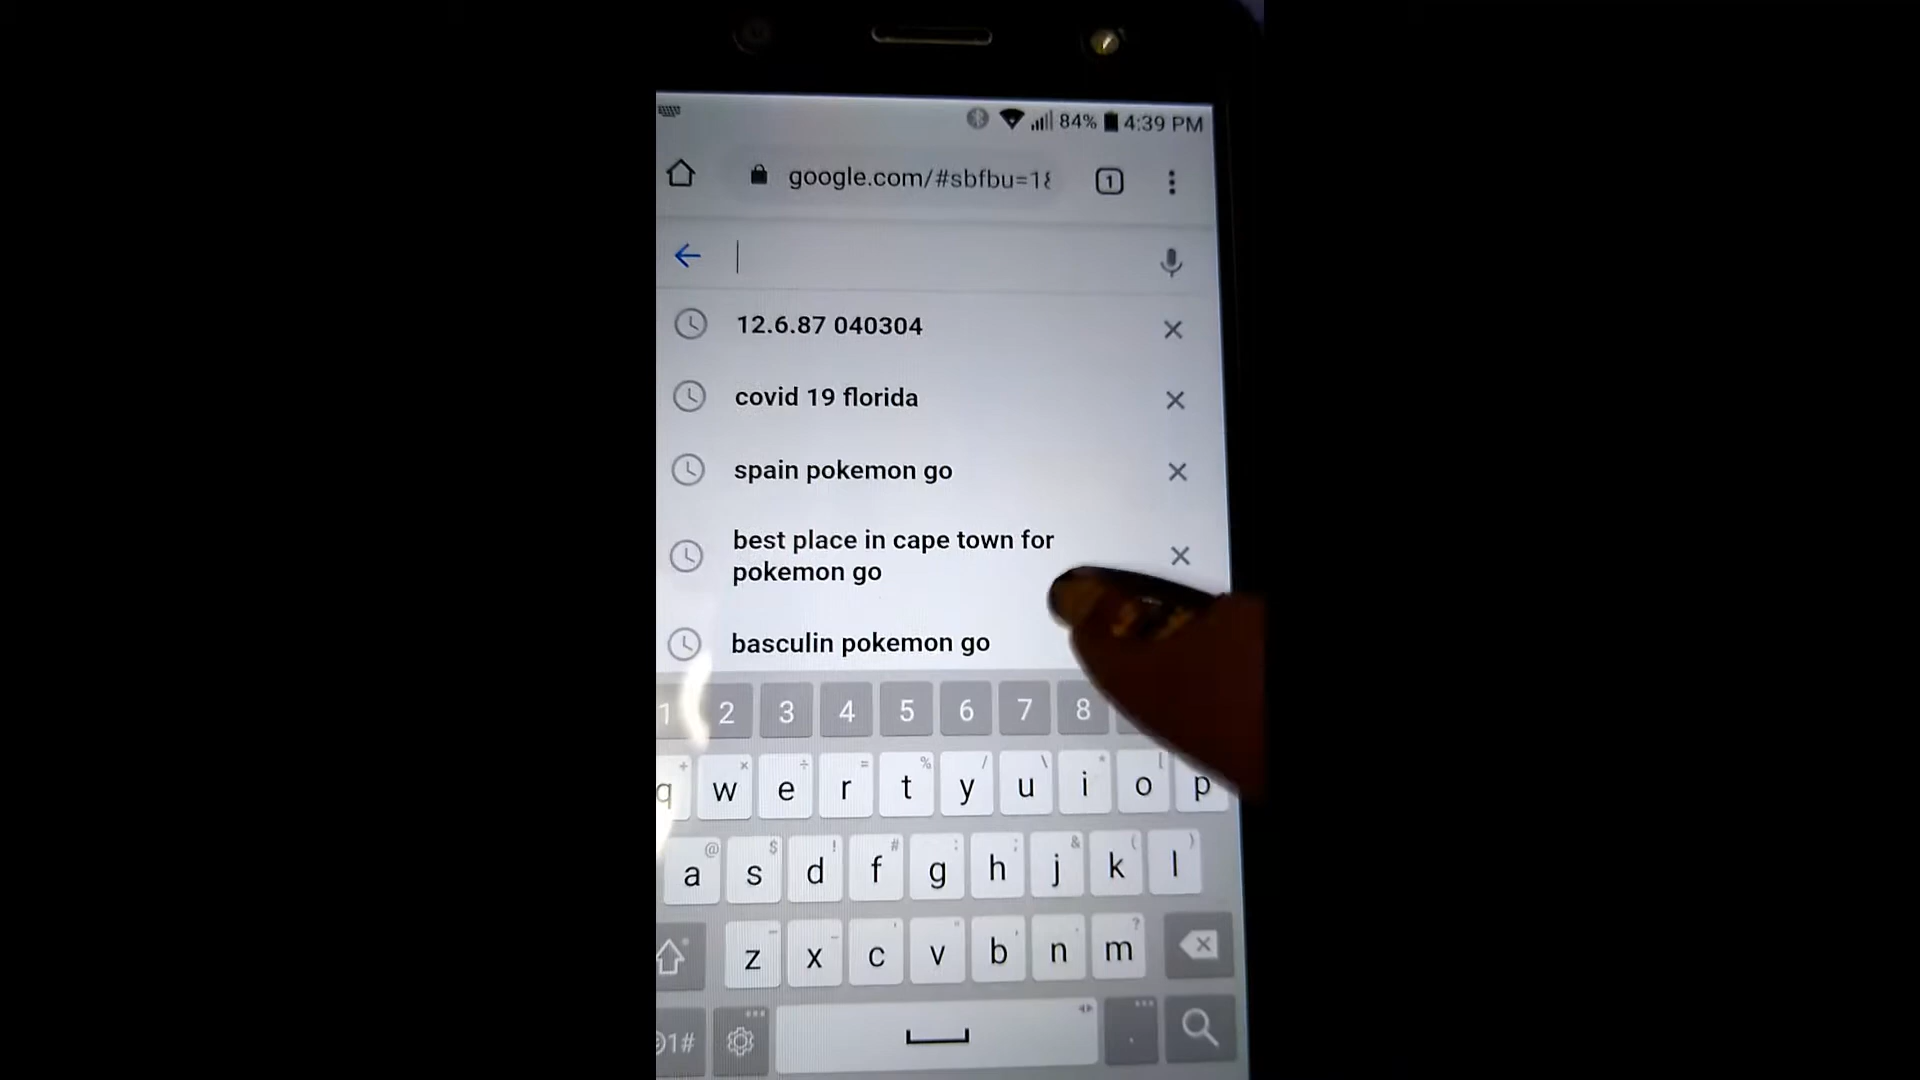 84% 4:39 PM
google.com/#sbfbu=1
1
12.6.87 040304
covid 19 florida
spain pokemon go
best place in cape town for
pokemon go
basculin pokemon go
1 2 3 4 5 6 7 8
q w e r t y u i o p
a s d f g h j k l
z x c v b n m
1#
.